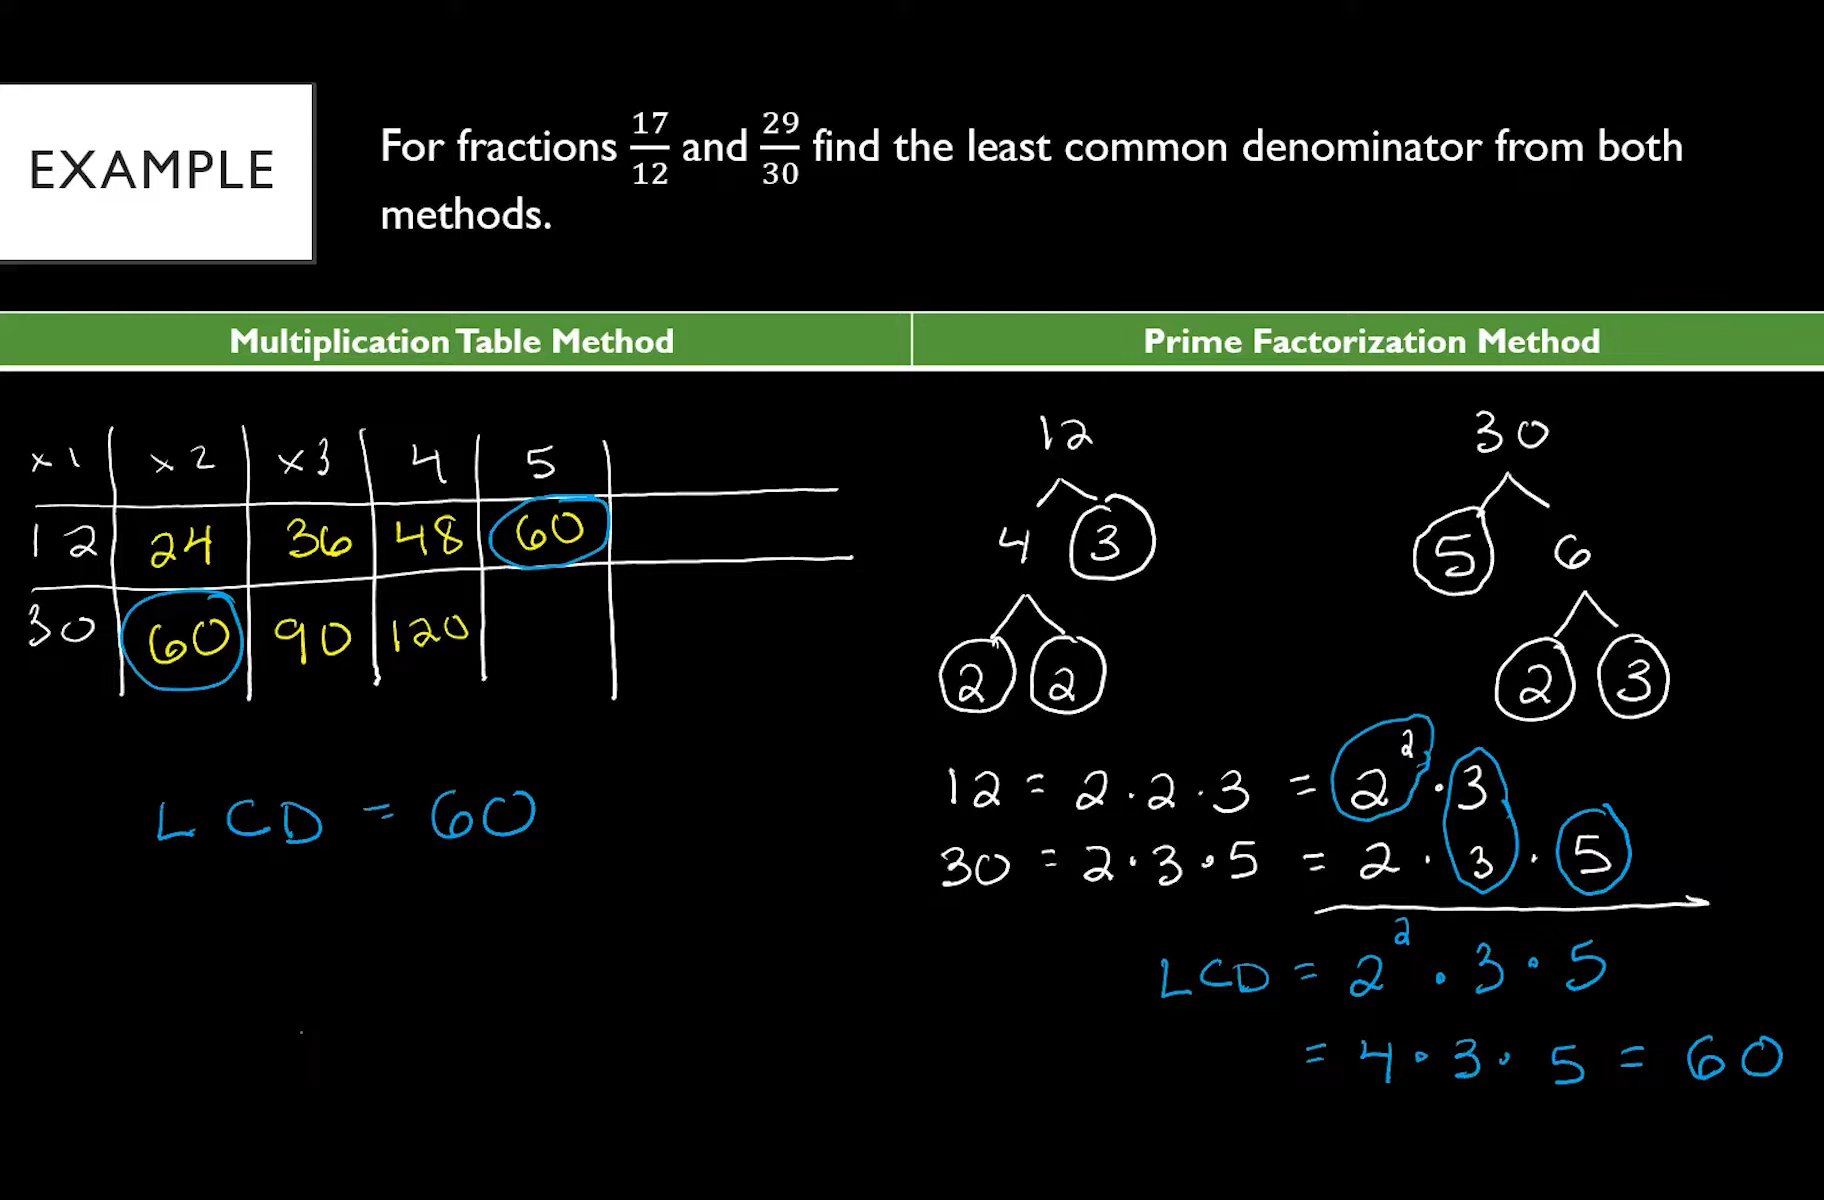 EXAMPLE
For fractions 17/12 and 29/30 find the least common denominator from both
methods.
Multiplication Table Method
Prime Factorization Method
x 1 x 2 x 3 4 5
12 24 36 48 60
30 60 90 120
LCD = 60
12
4 3
2 2
30
5 6
2 3
12 = 2 · 2 · 3 = 2² · 3
30 = 2 · 3 · 5 = 2 · 3 · 5
LCD = 2² · 3 · 5
= 4 · 3 · 5 = 60